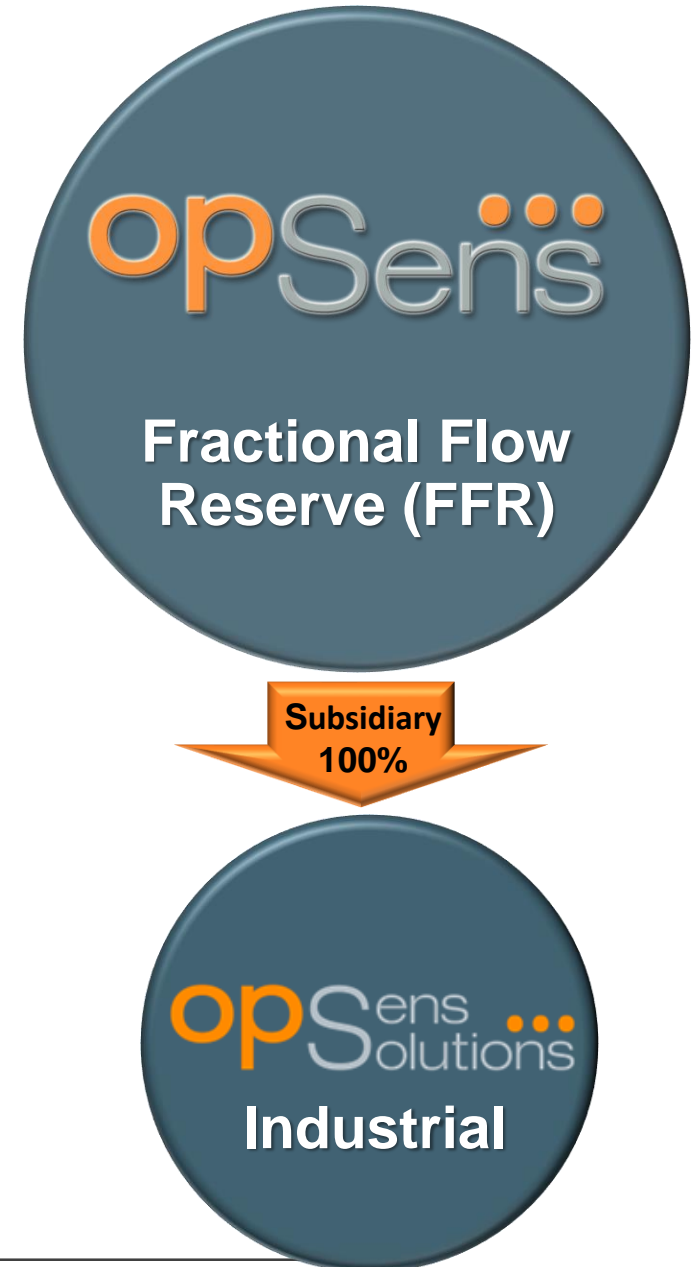 opSens
Fractional Flow
Reserve (FFR)
Subsidiary
100%
opSens
Solutions
Industrial